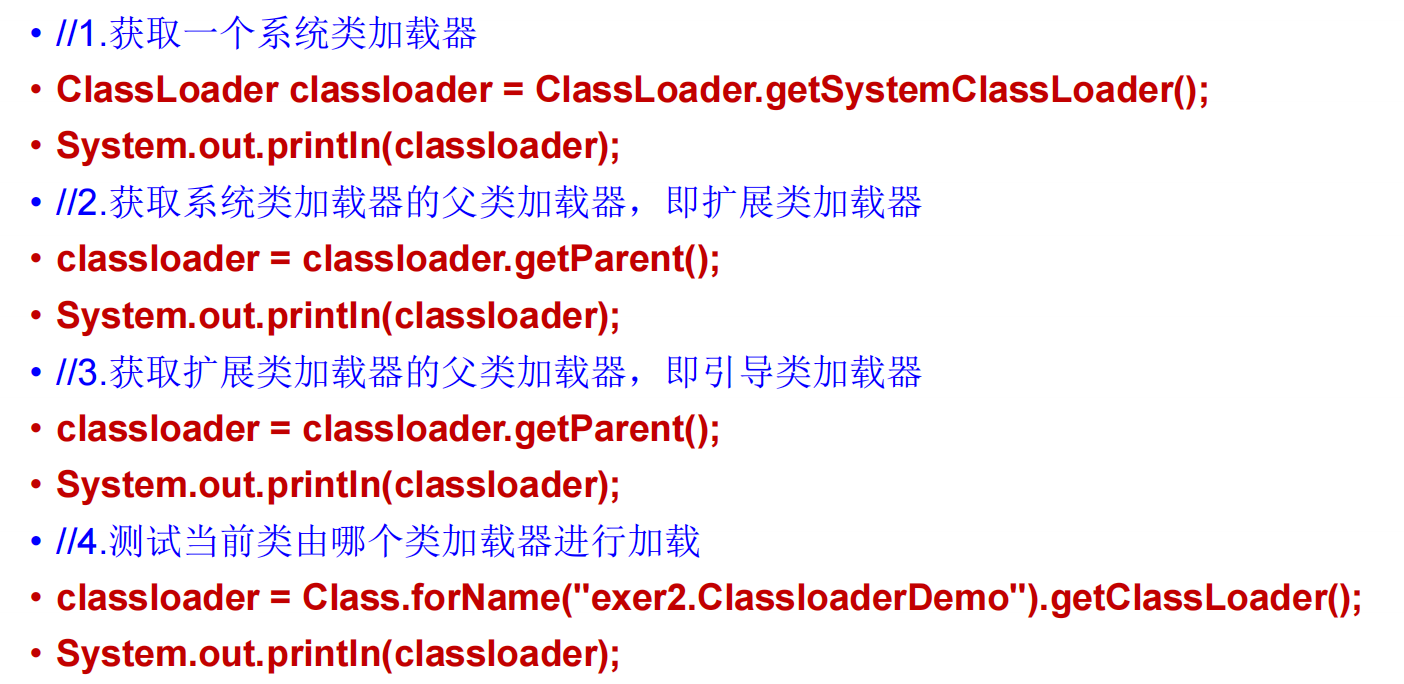 • //1.获取一个系统类加载器
• ClassLoader classloader = ClassLoader.getSystemClassLoader();
• System.out.println(classloader);
• //2.获取系统类加载器的父类加载器，即扩展类加载器
• classloader = classloader.getParent();
• System.out.println(classloader);
• //3.获取扩展类加载器的父类加载器，即引导类加载器
• classloader = classloader.getParent();
• System.out.println(classloader);
• //4.测试当前类由哪个类加载器进行加载
• classloader = Class.forName("exer2.ClassloaderDemo").getClassLoader();
• System.out.println(classloader);